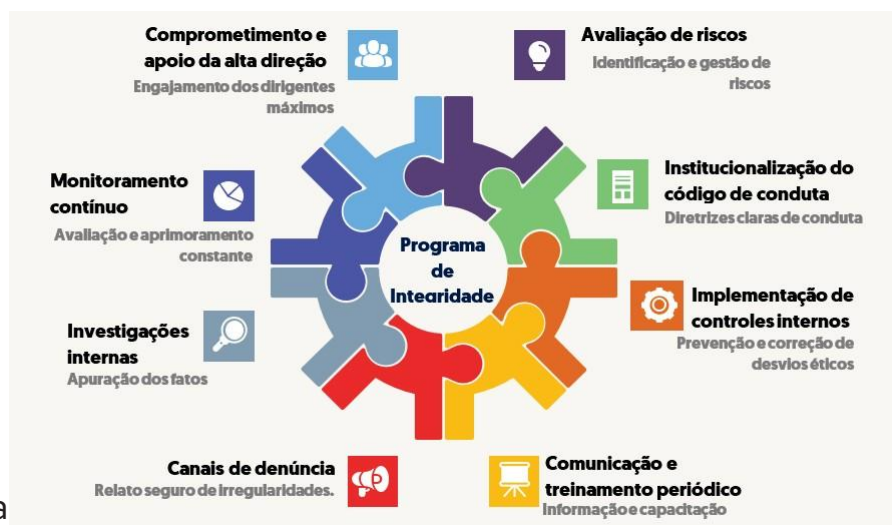 Comprometimento e
apoio da alta direção
Engajamento dos dirigentes
máximos
Avaliação de riscos
Identificação e gestão de
riscos
Monitoramento
contínuo
Avaliação e aprimoramento
constante
Institucionalização do
código de conduta
Diretrizes claras de conduta
Programa
de
Integridade
Investigações
internas
Apuração dos fatos
Implementação de
controles internos
Prevenção e correção de
desvios éticos
Canais de denúncia
Relato seguro de irregularidades.
Comunicação e
treinamento periódico
Informação e capacitação
a